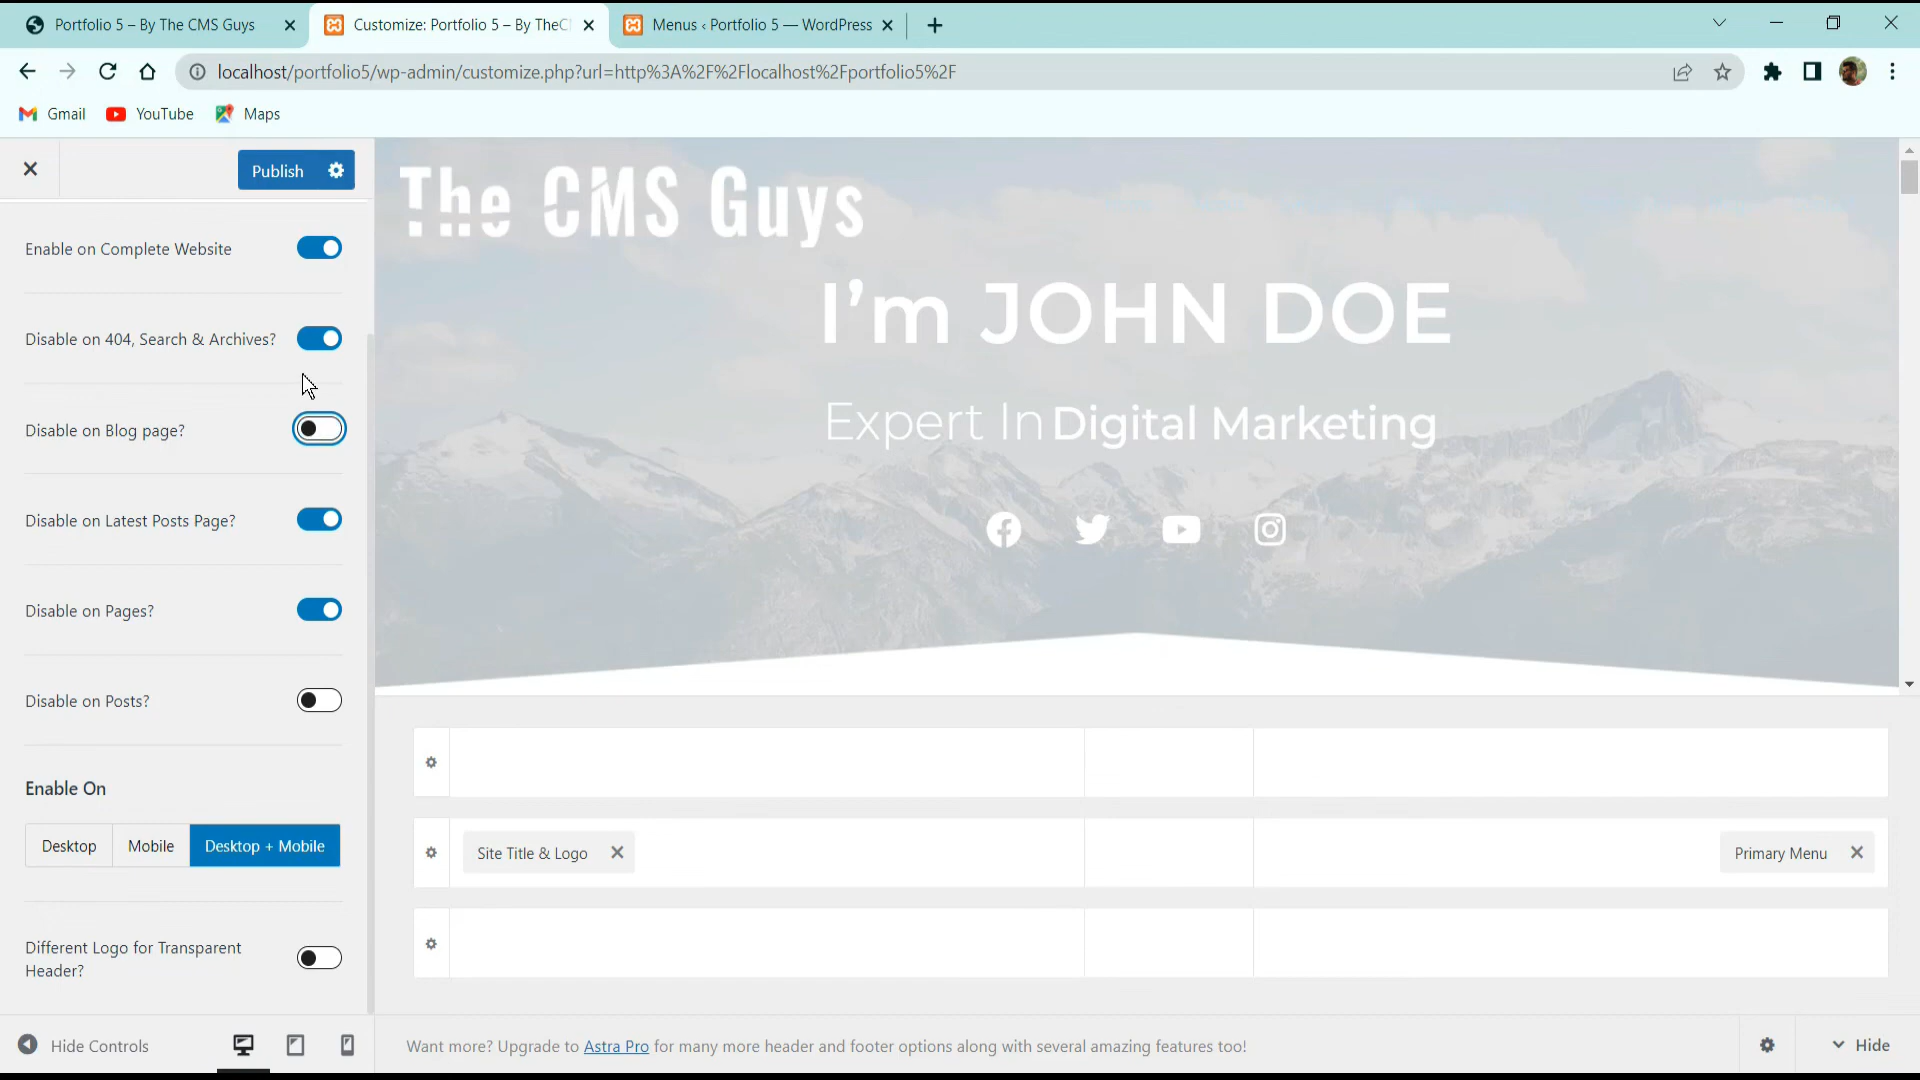 Portfolio 5 – By The CMS Guys
Customize: Portfolio 5 – By TheC
Menus ‹ Portfolio 5 — WordPress
localhost/portfolio5/wp-admin/customize.php?url=http%3A%2F%2Flocalhost%2Fportfolio5%2F
Gmail
YouTube
Maps
Publish
Enable on Complete Website
Disable on 404, Search & Archives?
Disable on Blog page?
Disable on Latest Posts Page?
Disable on Pages?
Disable on Posts?
Enable On
Desktop
Mobile
Desktop + Mobile
Different Logo for Transparent
Header?
Hide Controls
The CMS Guys
I'm JOHN DOE
Expert In Digital Marketing
Site Title & Logo
Primary Menu
Want more? Upgrade to Astra Pro for many more header and footer options along with several amazing features too!
Hide